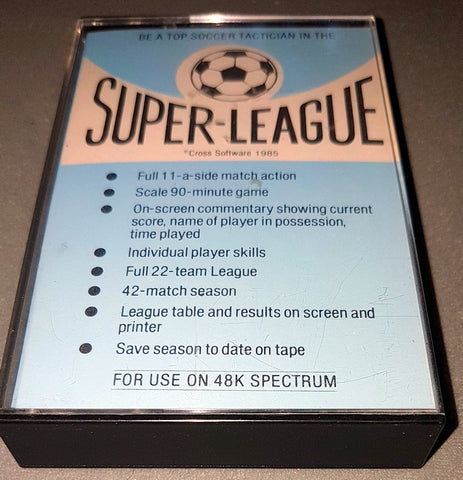 BE A TOP SOCCER TACTICIAN IN THE
SUPER-LEAGUE
©Cross Software 1985
● Full 11-a-side match action
● Scale 90-minute game
● On-screen commentary showing current
score, name of player in possession,
time played
● Individual player skills
● Full 22-team League
● 42-match season
● League table and results on screen and
printer
● Save season to date on tape
FOR USE ON 48K SPECTRUM